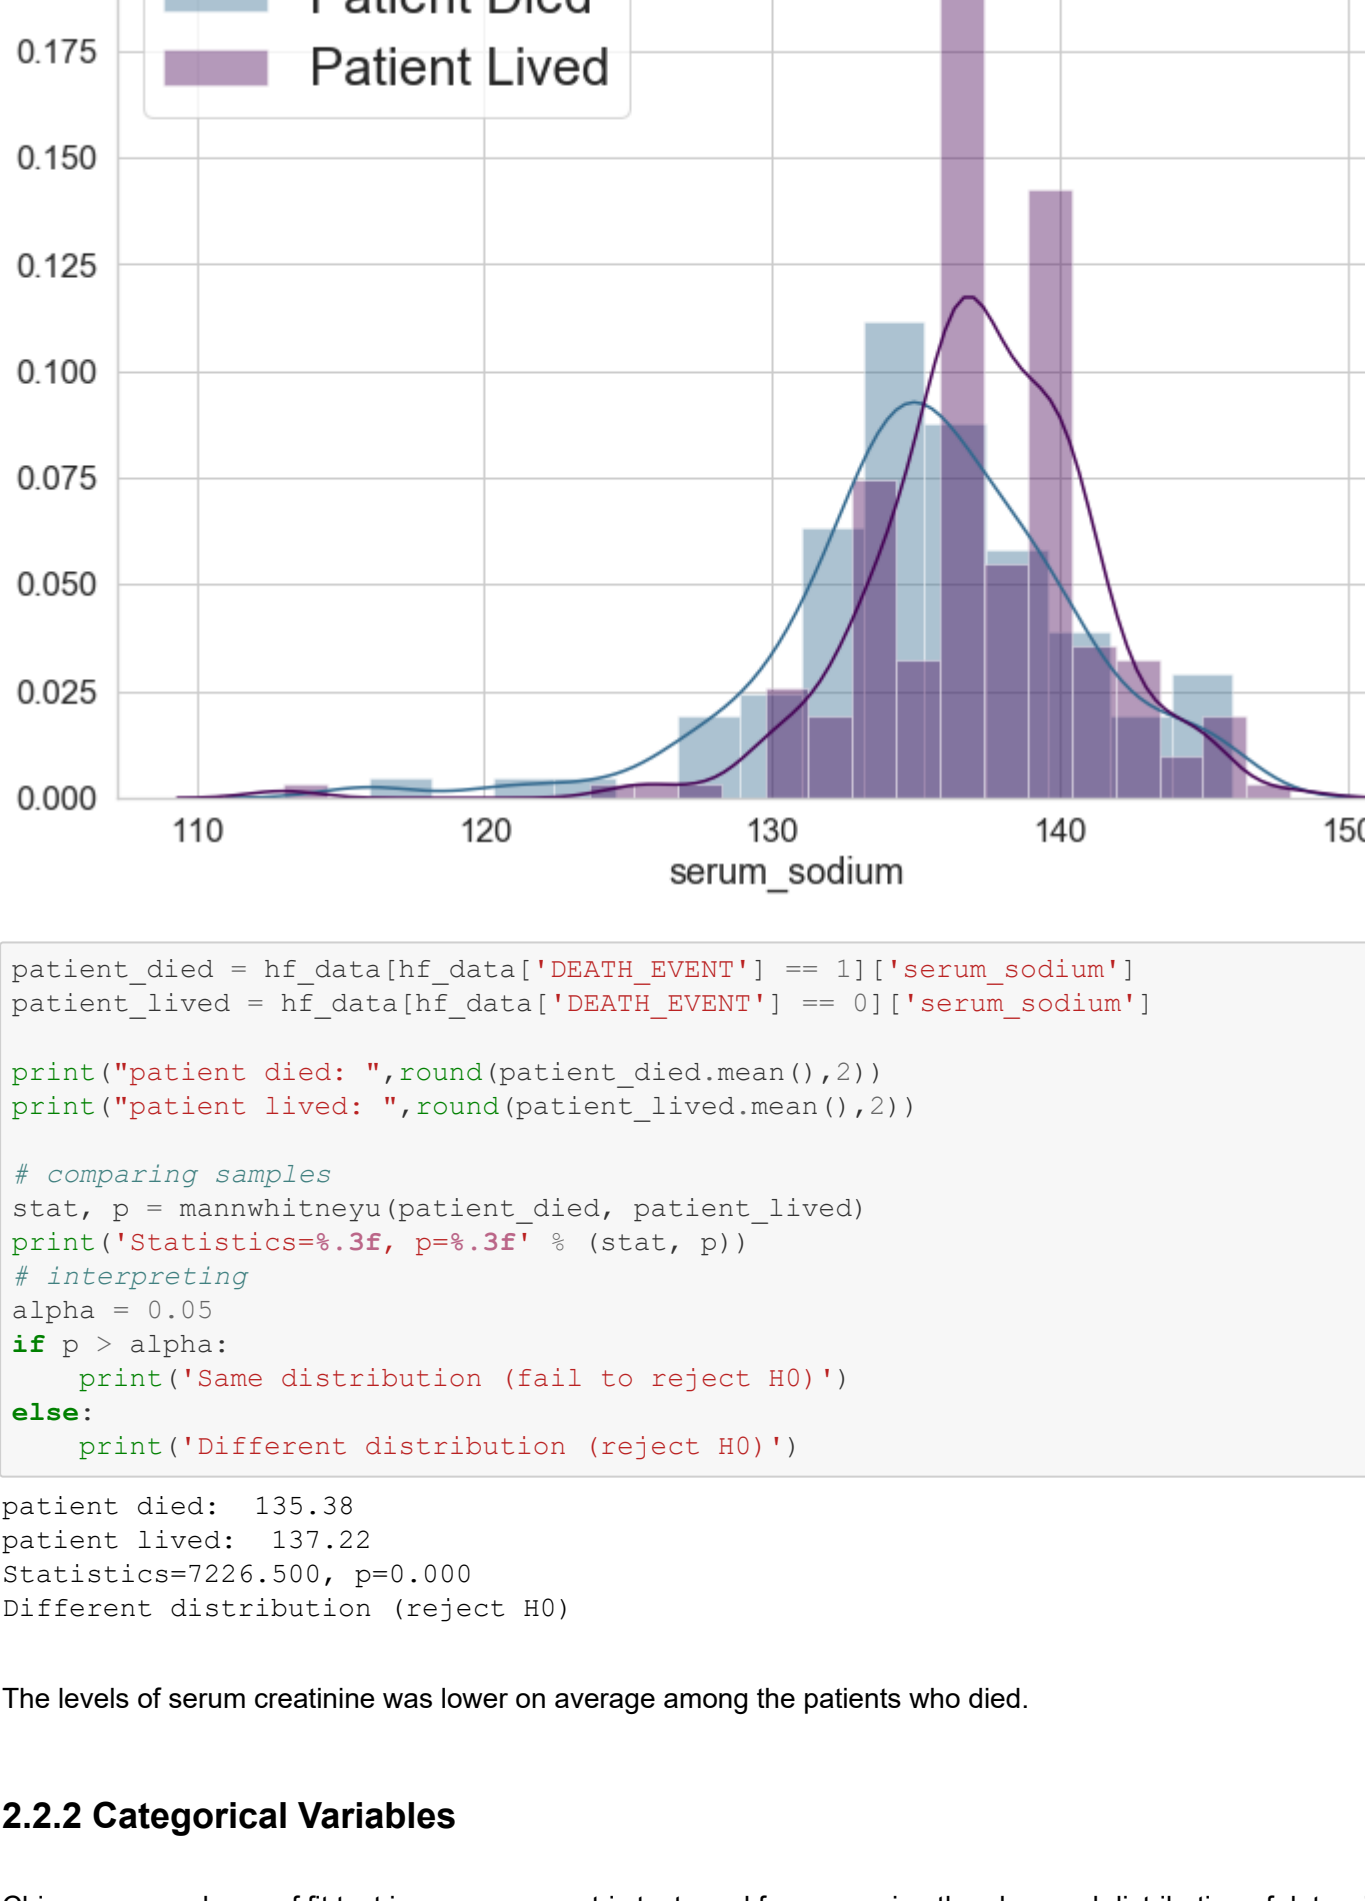 Patient Died
0.175
Patient Lived
0.150
0.125
0.100
0.075
0.050
0.025
0.000
110 120 130 140 150
serum_sodium
patient_died = hf_data[hf_data['DEATH_EVENT'] == 1]['serum_sodium']
patient_lived = hf_data[hf_data['DEATH_EVENT'] == 0]['serum_sodium']
print("patient died: ",round(patient_died.mean(),2))
print("patient lived: ",round(patient_lived.mean(),2))
# comparing samples
stat, p = mannwhitneyu(patient_died, patient_lived)
print('Statistics=%.3f, p=%.3f' % (stat, p))
# interpreting
alpha = 0.05
if p > alpha:
    print('Same distribution (fail to reject H0)')
else:
    print('Different distribution (reject H0)')
patient died:  135.38
patient lived:  137.22
Statistics=7226.500, p=0.000
Different distribution (reject H0)
The levels of serum creatinine was lower on average among the patients who died.
2.2.2 Categorical Variables